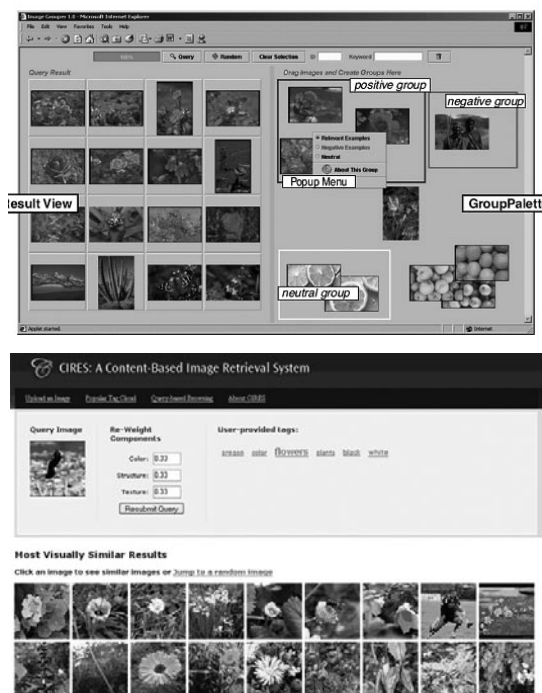 Image Grouper 1.0 - Microsoft Internet Explorer
File Edit View Favorites Tools Help
100% Query Random Clear Selection ID Keyword
Query Result
Drag Images and Create Groups Here
positive group
negative group
Relevant Examples
Negative Examples
Neutral
About This Group
Popup Menu
esult View
GroupPalett
neutral group
Applet started.
Internet
CIRES: A Content-Based Image Retrieval System
Upload an Image Popular Tag Cloud Query-based Browsing About CIRES
Query Image
Re-Weight Components
Color: 0.33
Structure: 0.33
Texture: 0.33
Resubmit Query
User-provided tags:
color flowers plants black white
Most Visually Similar Results
Click an image to see similar images or Jump to a random image